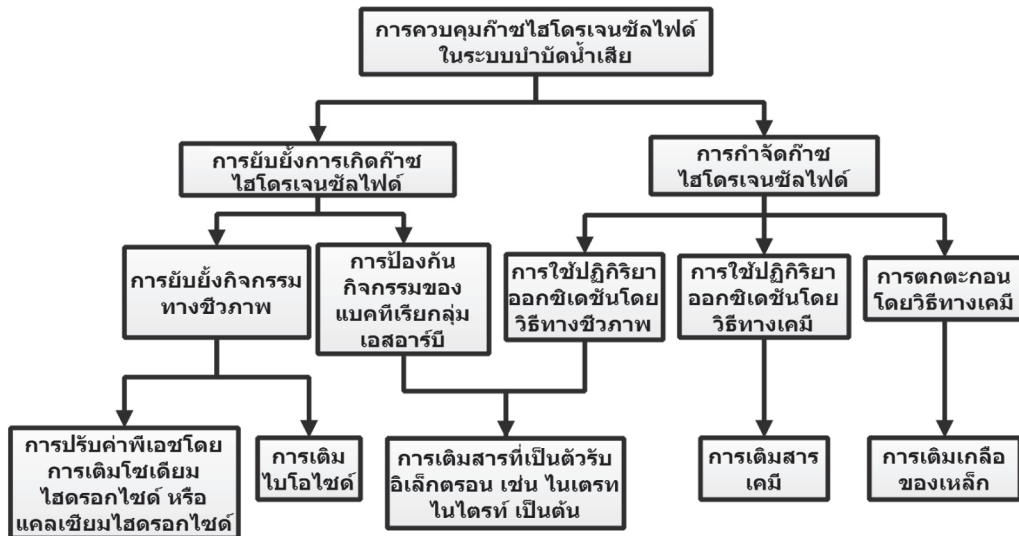 การควบคุมก๊าซไฮโดรเจนซัลไฟด์
ในระบบบำบัดน้ำเสีย
การยับยั้งการเกิดก๊าซ
ไฮโดรเจนซัลไฟด์
การกำจัดก๊าซ
ไฮโดรเจนซัลไฟด์
การยับยั้งกิจกรรม
ทางชีวภาพ
การป้องกัน
กิจกรรมของ
แบคทีเรียกลุ่ม
เอสอาร์บี
การใช้ปฏิกิริยา
ออกซิเดชันโดย
วิธีทางชีวภาพ
การใช้ปฏิกิริยา
ออกซิเดชันโดย
วิธีทางเคมี
การตกตะกอน
โดยวิธีทางเคมี
การปรับค่าพีเอชโดย
การเติมโซเดียม
ไฮดรอกไซด์ หรือ
แคลเซียมไฮดรอกไซด์
การเติม
ไบโอไซด์
การเติมสารที่เป็นตัวรับ
อิเล็กตรอน เช่น ไนเตรท
ไนไตรท์ เป็นต้น
การเติมสาร
เคมี
การเติมเกลือ
ของเหล็ก